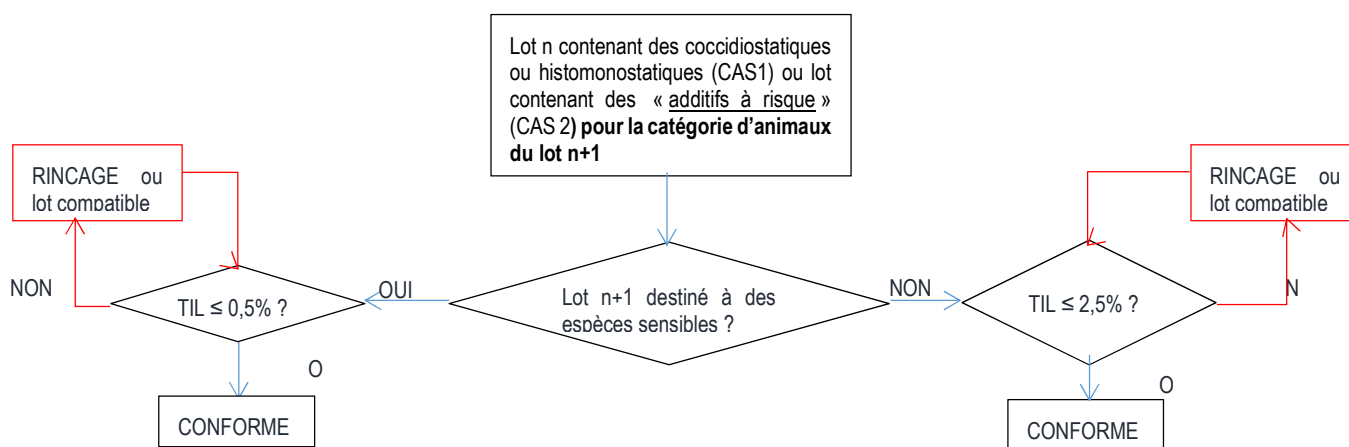 Lot n contenant des coccidiostatiques
ou histomonostatiques (CAS1) ou lot
contenant des « additifs à risque »
(CAS 2) pour la catégorie d’animaux
du lot n+1
RINCAGE ou
lot compatible
RINCAGE ou
lot compatible
NON
TIL ≤ 0,5% ?
OUI
Lot n+1 destiné à des
espèces sensibles ?
NON
TIL ≤ 2,5% ?
N
O
O
CONFORME
CONFORME